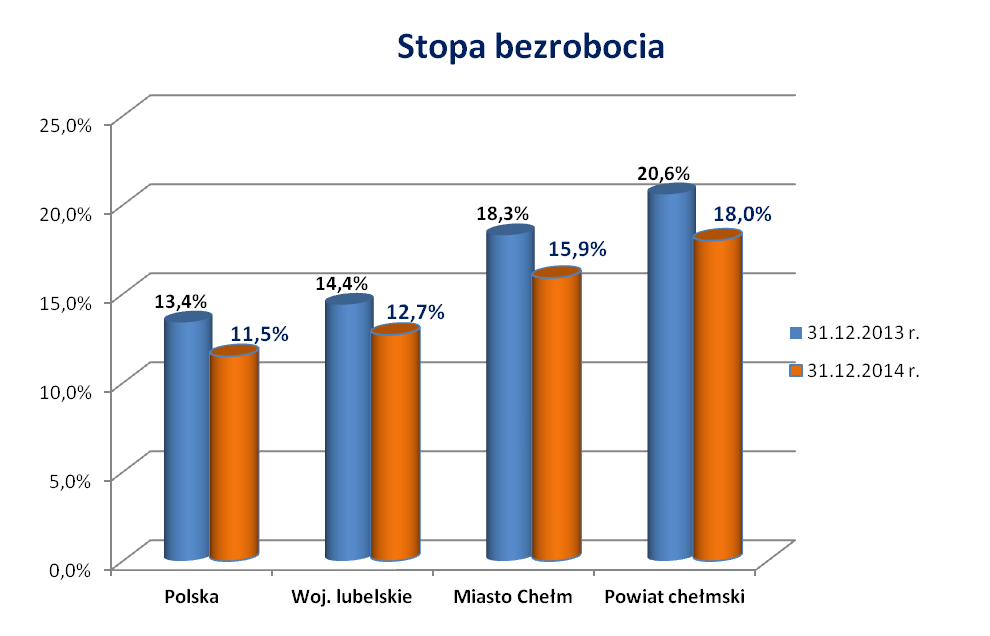 Stopa bezrobocia
25,0%
20,0%
15,0%
10,0%
5,0%
0,0%
13,4%
11,5%
14,4%
12,7%
18,3%
15,9%
20,6%
18,0%
Polska
Woj. lubelskie
Miasto Chełm
Powiat chełmski
31.12.2013 r.
31.12.2014 r.